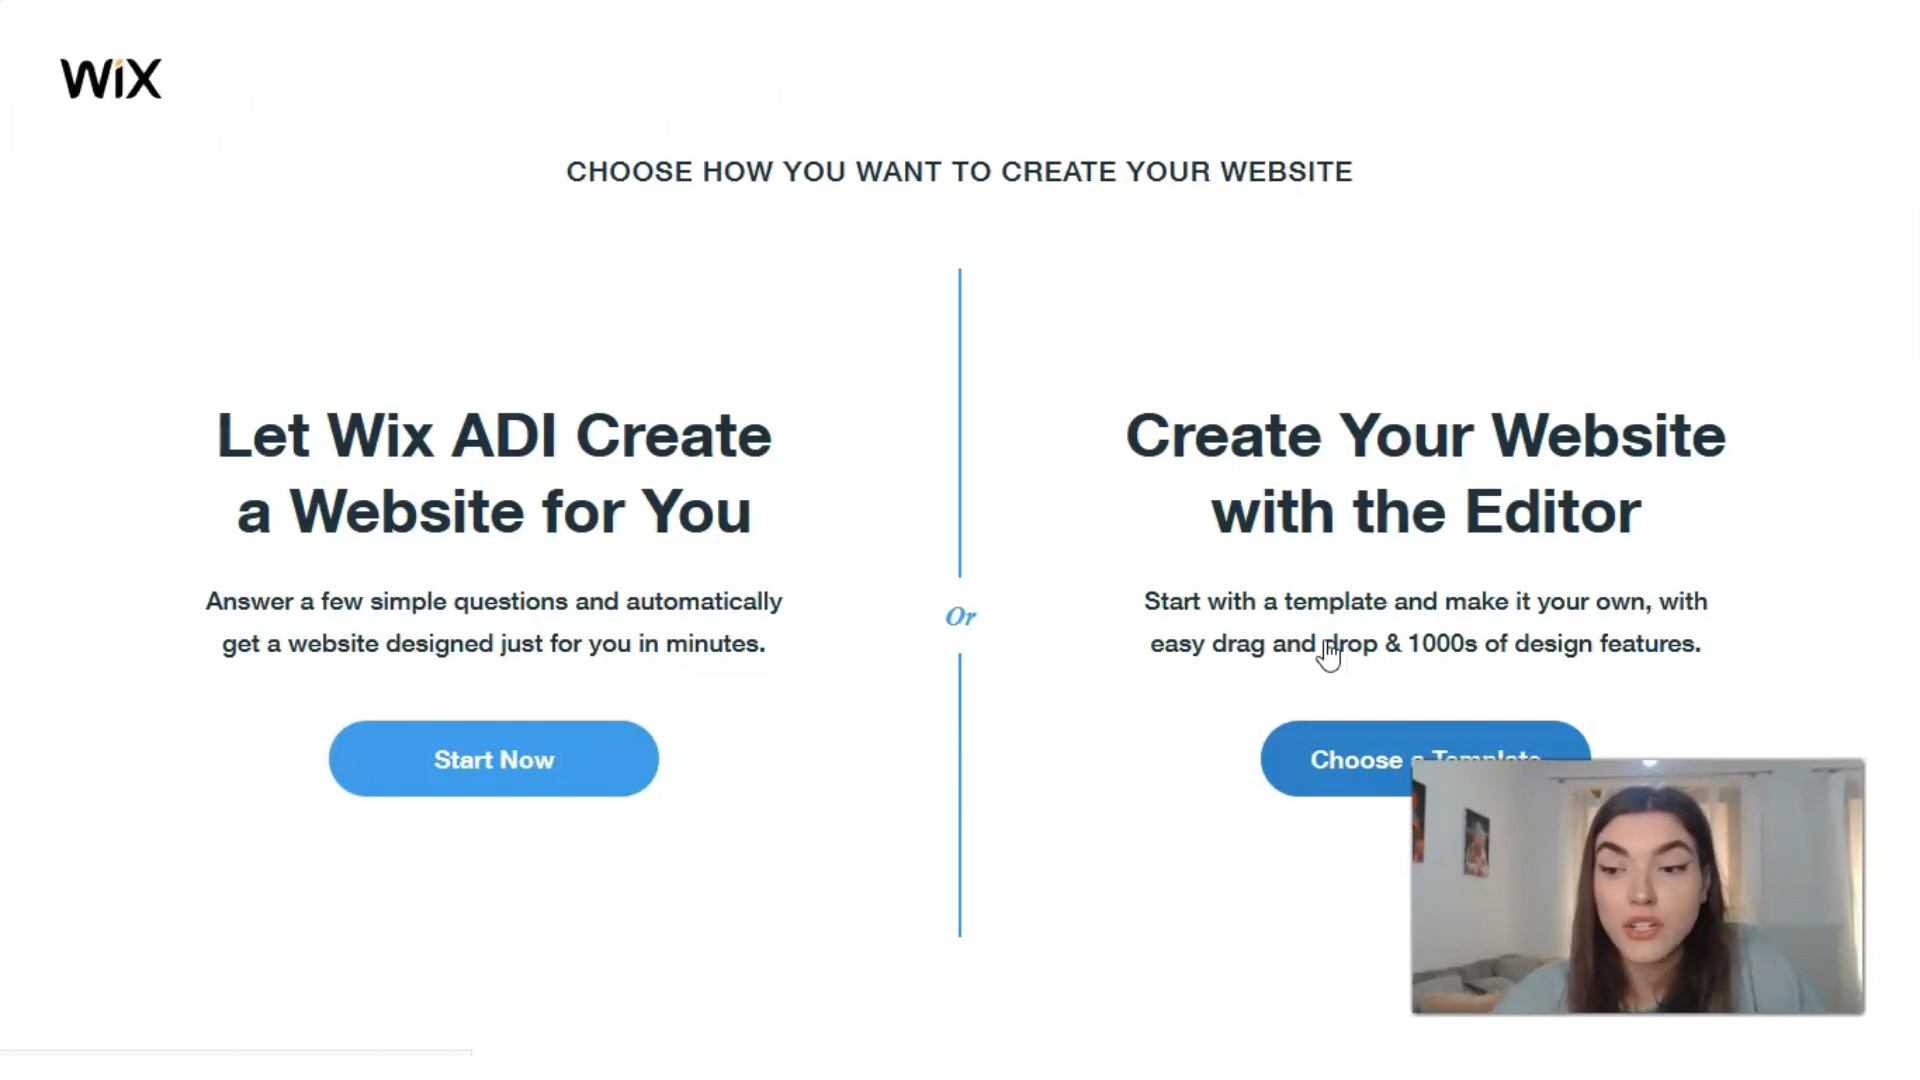 WiX
CHOOSE HOW YOU WANT TO CREATE YOUR WEBSITE
Let Wix ADI Create
a Website for You
Answer a few simple questions and automatically
get a website designed just for you in minutes.
Start Now
Or
Create Your Website
with the Editor
Start with a template and make it your own, with
easy drag and drop & 1000s of design features.
Choose a Template